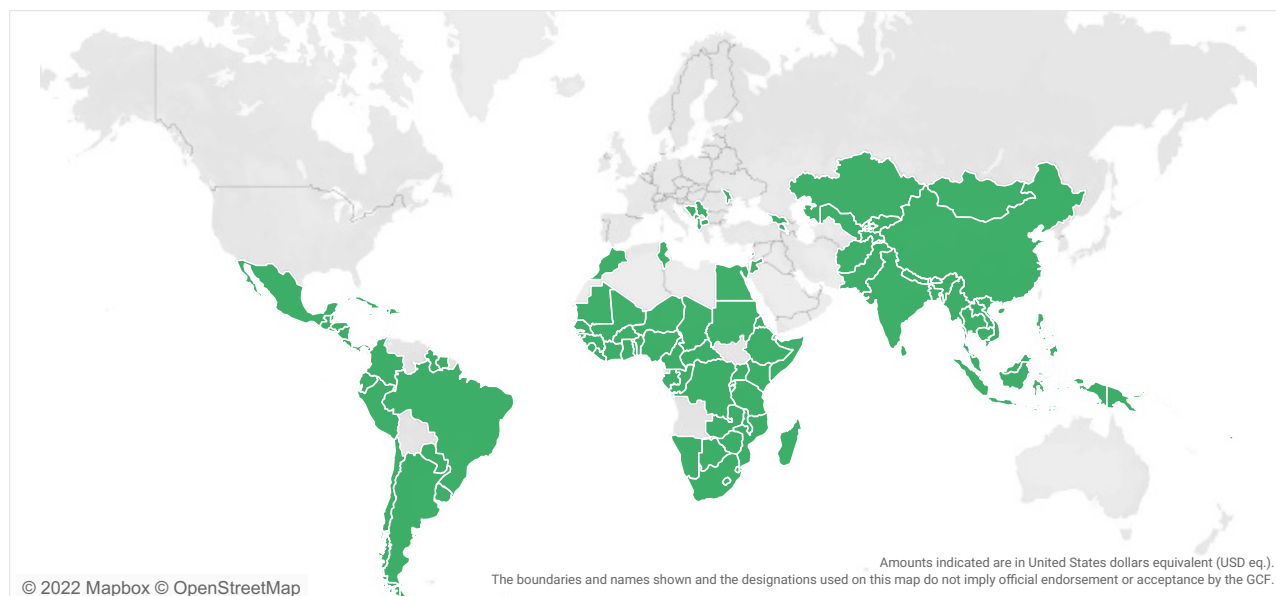 Amounts indicated are in United States dollars equivalent (USD eq.).
© 2022 Mapbox © OpenStreetMap
The boundaries and names shown and the designations used on this map do not imply official endorsement or acceptance by the GCF.